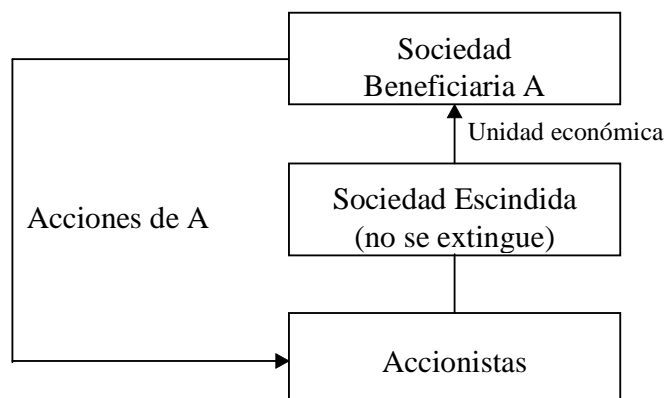 Sociedad
Beneficiaria A
Unidad económica
Acciones de A
Sociedad Escindida
(no se extingue)
Accionistas